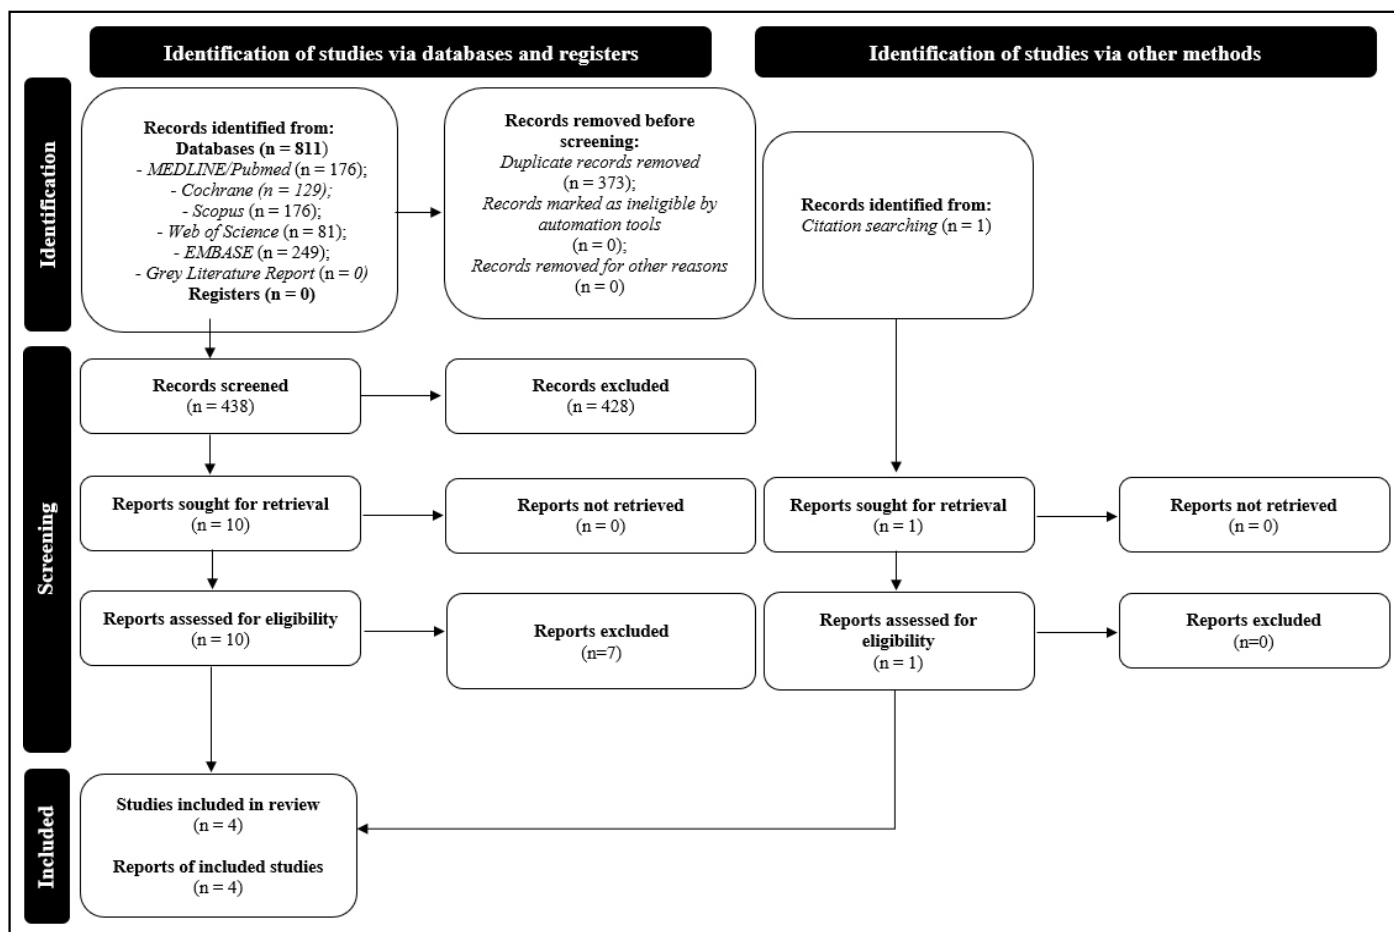 Identification of studies via databases and registers
Identification of studies via other methods
Identification
Records identified from:
Databases (n = 811)
- MEDLINE/Pubmed (n = 176);
- Cochrane (n = 129);
- Scopus (n = 176);
- Web of Science (n = 81);
- EMBASE (n = 249);
- Grey Literature Report (n = 0)
Registers (n = 0)
Records removed before
screening:
Duplicate records removed
(n = 373);
Records marked as ineligible by
automation tools
(n = 0);
Records removed for other reasons
(n = 0)
Records identified from:
Citation searching (n = 1)
Screening
Records screened
(n = 438)
Records excluded
(n = 428)
Reports sought for retrieval
(n = 10)
Reports not retrieved
(n = 0)
Reports sought for retrieval
(n = 1)
Reports not retrieved
(n = 0)
Reports assessed for eligibility
(n = 10)
Reports excluded
(n=7)
Reports assessed for
eligibility
(n = 1)
Reports excluded
(n=0)
Included
Studies included in review
(n = 4)
Reports of included studies
(n = 4)